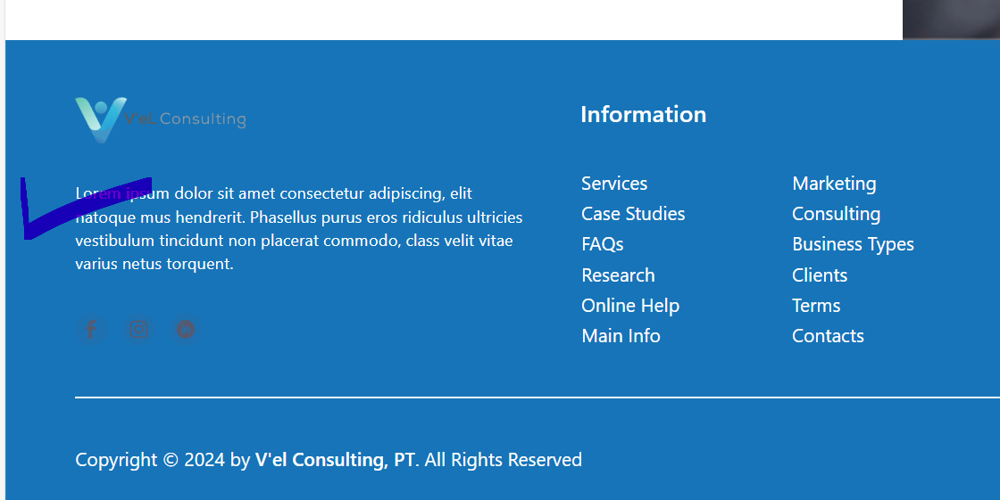 V'eL Consulting
Lorem ipsum dolor sit amet consectetur adipiscing, elit
natoque mus hendrerit. Phasellus purus eros ridiculus ultricies
vestibulum tincidunt non placerat commodo, class velit vitae
varius netus torquent.
Information
Services
Case Studies
FAQs
Research
Online Help
Main Info
Marketing
Consulting
Business Types
Clients
Terms
Contacts
Copyright © 2024 by V'el Consulting, PT. All Rights Reserved